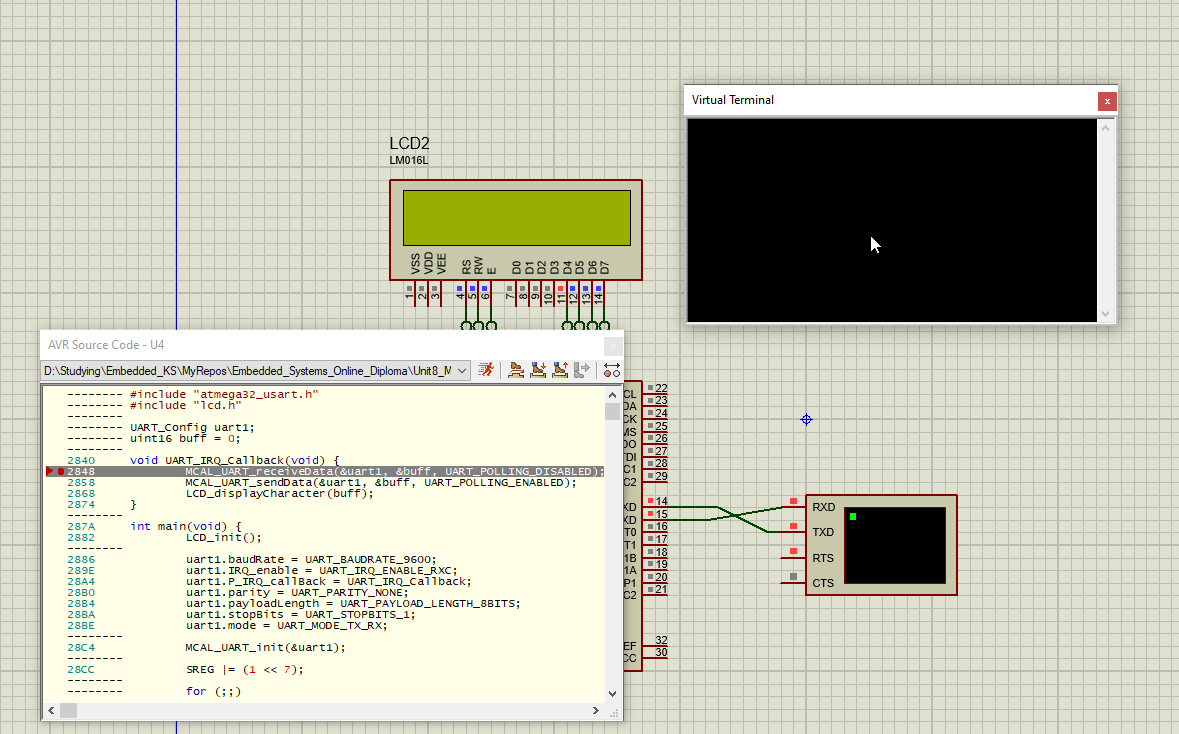 Virtual Terminal
x
LCD2
LM016L
VSS VDD VEE RS RW E D0 D1 D2 D3 D4 D5 D6 D7
1 2 3 4 5 6 7 8 9 10 11 12 13 14
AVR Source Code - U4
D:\Studying\Embedded_KS\MyRepos\Embedded_Systems_Online_Diploma\Unit8_M
-------- #include "atmega32_usart.h"
-------- #include "lcd.h"
--------
-------- UART_Config uart1;
-------- uint16 buff = 0;
--------
2840 void UART_IRQ_Callback(void) {
2848 MCAL_UART_receiveData(&uart1, &buff, UART_POLLING_DISABLED);
2858 MCAL_UART_sendData(&uart1, &buff, UART_POLLING_ENABLED);
2868 LCD_displayCharacter(buff);
2874 }
--------
287A int main(void) {
2882 LCD_init();
--------
2886 uart1.baudRate = UART_BAUDRATE_9600;
289E uart1.IRQ_enable = UART_IRQ_ENABLE_RXC;
28A4 uart1.P_IRQ_callBack = UART_IRQ_Callback;
28B0 uart1.parity = UART_PARITY_NONE;
28B4 uart1.payloadLength = UART_PAYLOAD_LENGTH_8BITS;
28BA uart1.stopBits = UART_STOPBITS_1;
28BE uart1.mode = UART_MODE_TX_RX;
--------
28C4 MCAL_UART_init(&uart1);
--------
28CC SREG |= (1 << 7);
--------
-------- for (;;)
CL 22
DA 23
CK 24
MS 25
DO 26
TDI 27
C1 28
C2 29
XD 14
XD 15
T0 16
T1 17
1B 18
1A 19
P1 20
C2 21
EF 32
CC 30
RXD
TXD
RTS
CTS